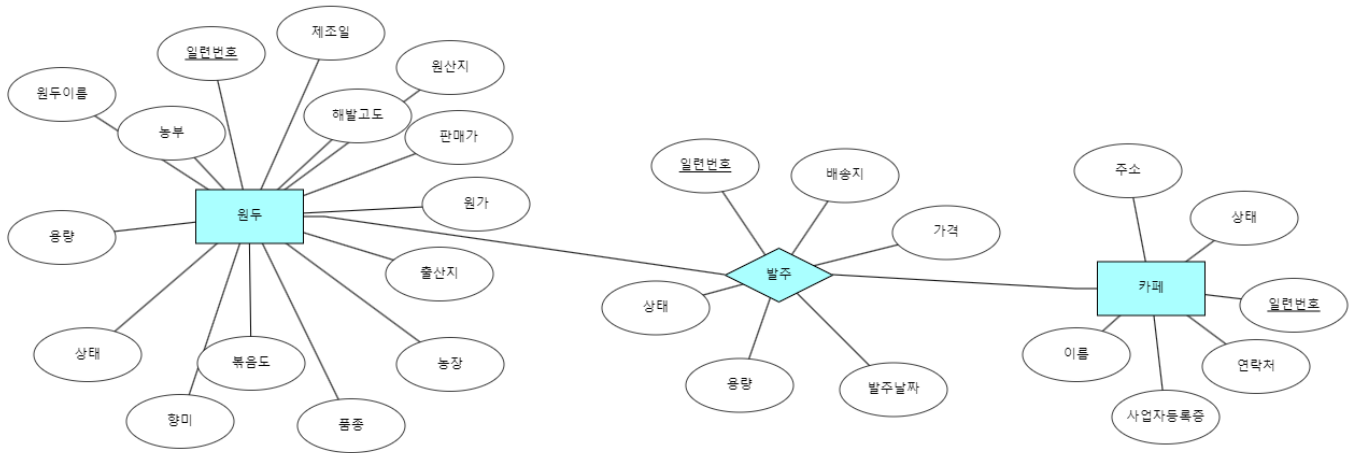 제조일
일련번호
원산지
원두이름
해발고도
농부
판매가
원가
원두
용량
출산지
상태
볶음도
농장
향미
품종
일련번호
배송지
가격
발주
상태
용량
발주날짜
주소
상태
카페
일련번호
이름
연락처
사업자등록증